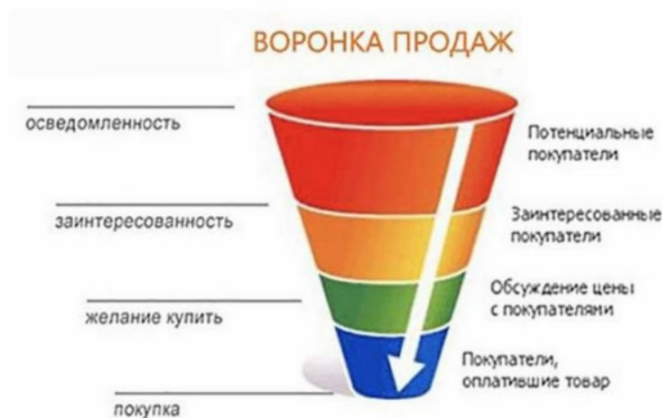 ВОРОНКА ПРОДАЖ
осведомленность
Потенциальные
покупатели
заинтересованность
Заинтересованные
покупатели
Обсуждение цены
с покупателями
желание купить
Покупатели,
оплатившие товар
покупка